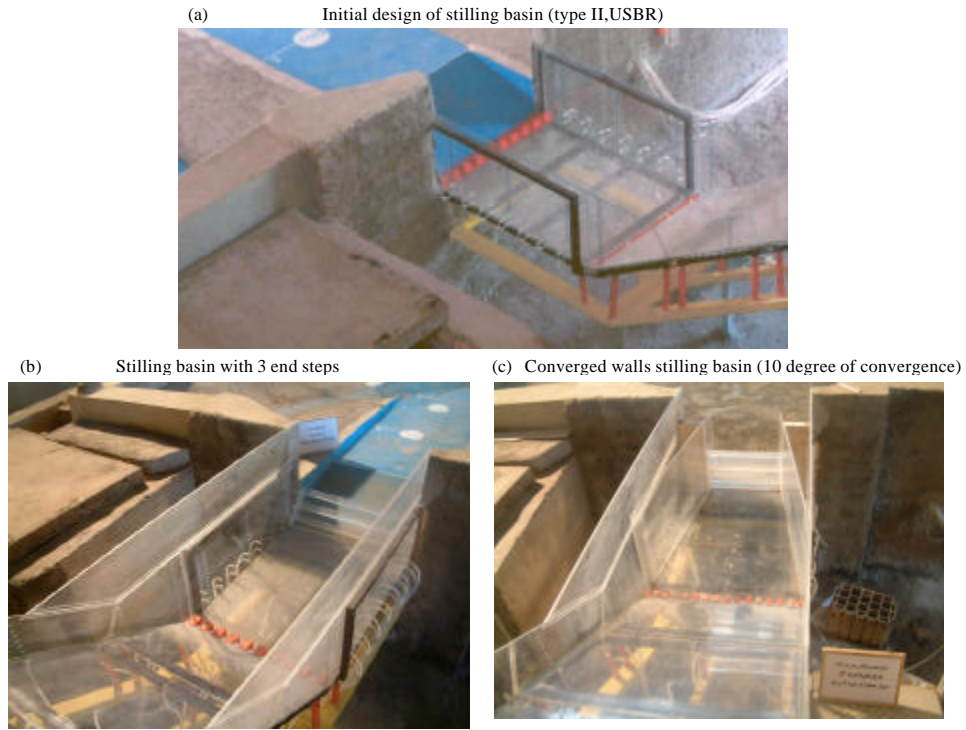 (a) Initial design of stilling basin (type II,USBR)
(b) Stilling basin with 3 end steps
(c) Converged walls stilling basin (10 degree of convergence)